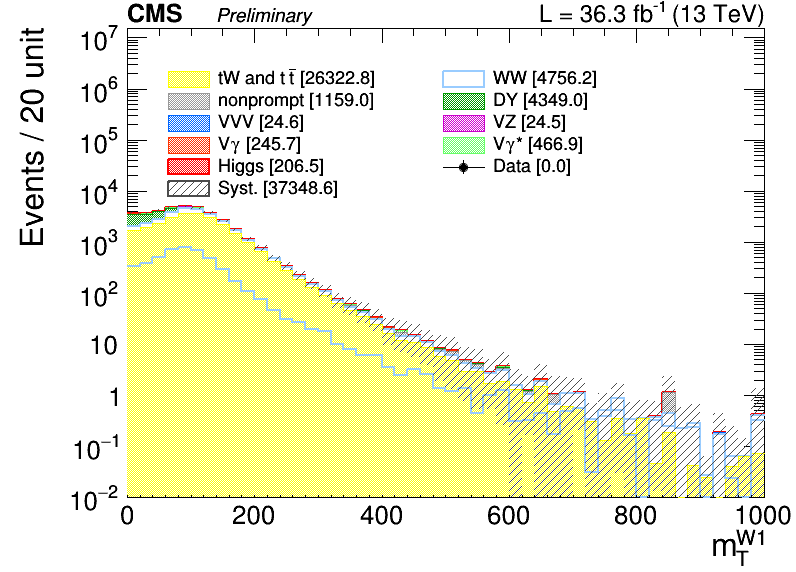 CMS Preliminary L = 36.3 fb⁻¹ (13 TeV)
Events / 20 unit
10⁷
10⁶
10⁵
10⁴
10³
10²
10
1
10⁻¹
10⁻²
tW and t t̄ [26322.8]
nonprompt [1159.0]
VVV [24.6]
Vγ [245.7]
Higgs [206.5]
Syst. [37348.6]
WW [4756.2]
DY [4349.0]
VZ [24.5]
Vγ* [466.9]
Data [0.0]
0 200 400 600 800 1000
m_T^W1